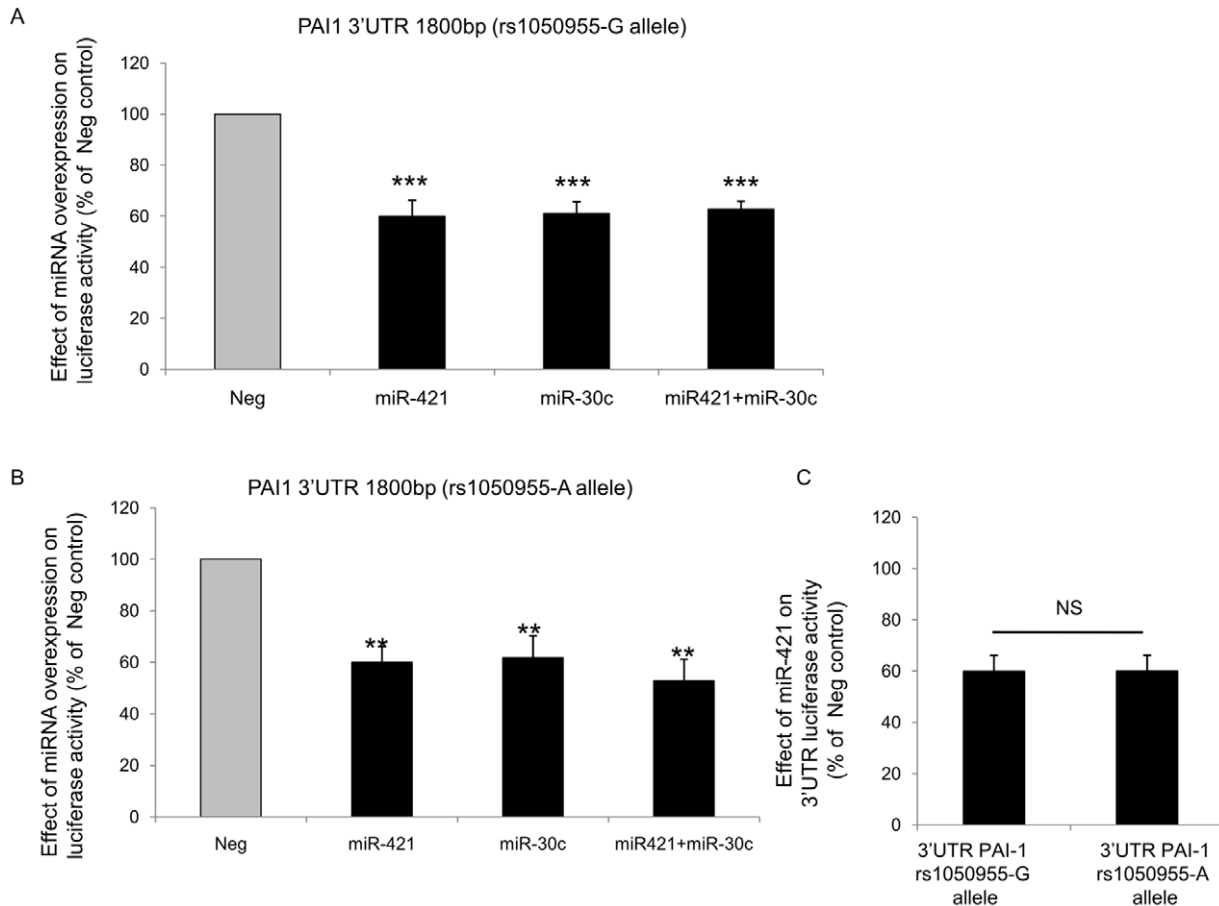 A
PAI1 3'UTR 1800bp (rs1050955-G allele)
Effect of miRNA overexpression on
luciferase activity (% of Neg control)
120
100
80
60
40
20
0
***
***
***
Neg
miR-421
miR-30c
miR421+miR-30c
B
PAI1 3'UTR 1800bp (rs1050955-A allele)
Effect of miRNA overexpression on
luciferase activity (% of Neg control)
120
100
80
60
40
20
0
**
**
**
Neg
miR-421
miR-30c
miR421+miR-30c
C
Effect of miR-421 on
3'UTR luciferase activity
(% of Neg control)
120
100
80
60
40
20
0
NS
3'UTR PAI-1
rs1050955-G
allele
3'UTR PAI-1
rs1050955-A
allele